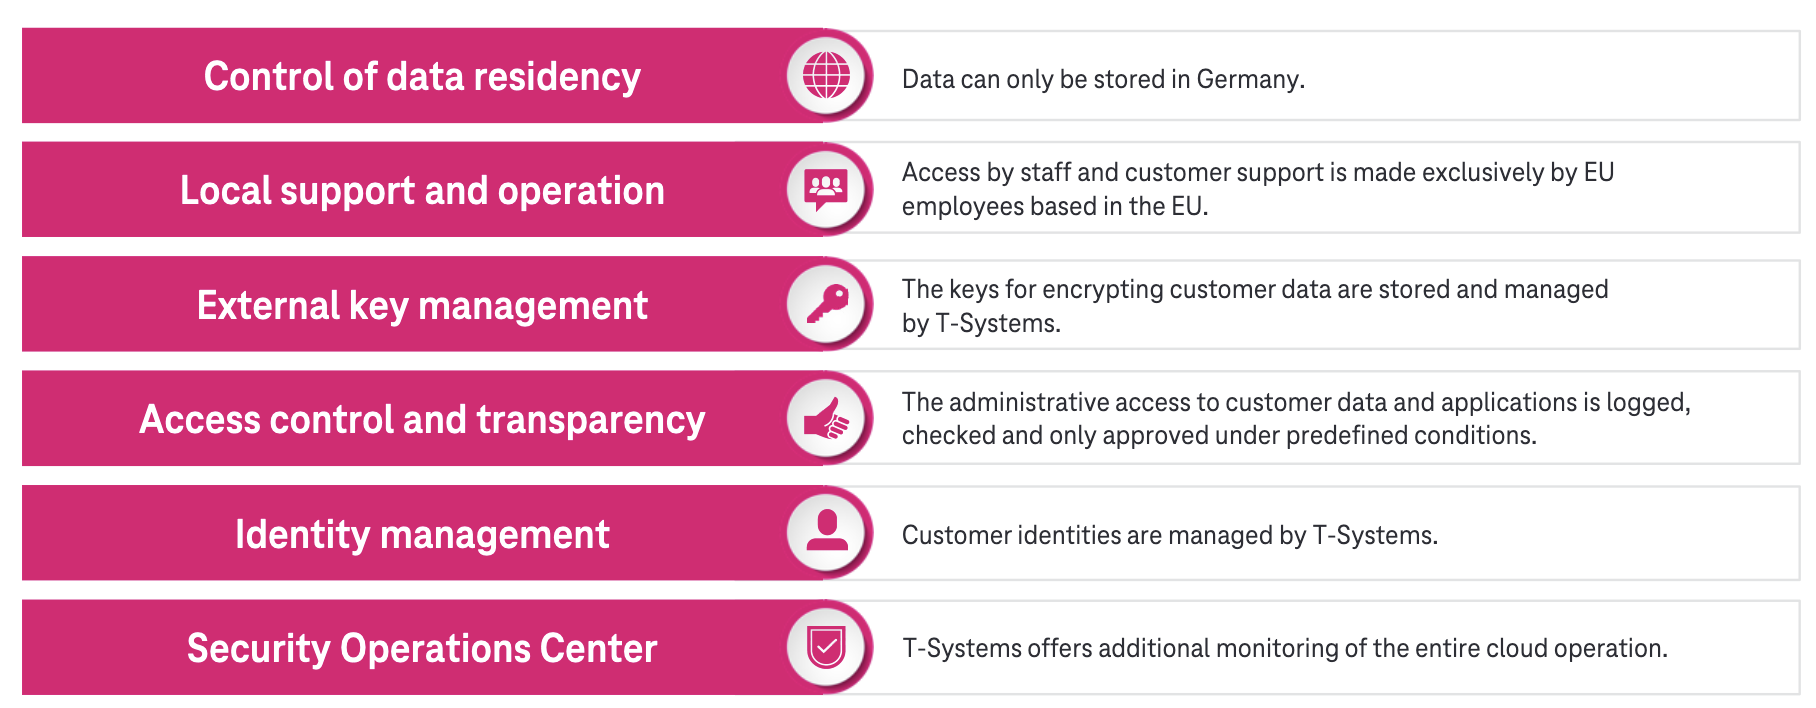 Control of data residency
Data can only be stored in Germany.
Local support and operation
Access by staff and customer support is made exclusively by EU
employees based in the EU.
External key management
The keys for encrypting customer data are stored and managed
by T-Systems.
Access control and transparency
The administrative access to customer data and applications is logged,
checked and only approved under predefined conditions.
Identity management
Customer identities are managed by T-Systems.
Security Operations Center
T-Systems offers additional monitoring of the entire cloud operation.